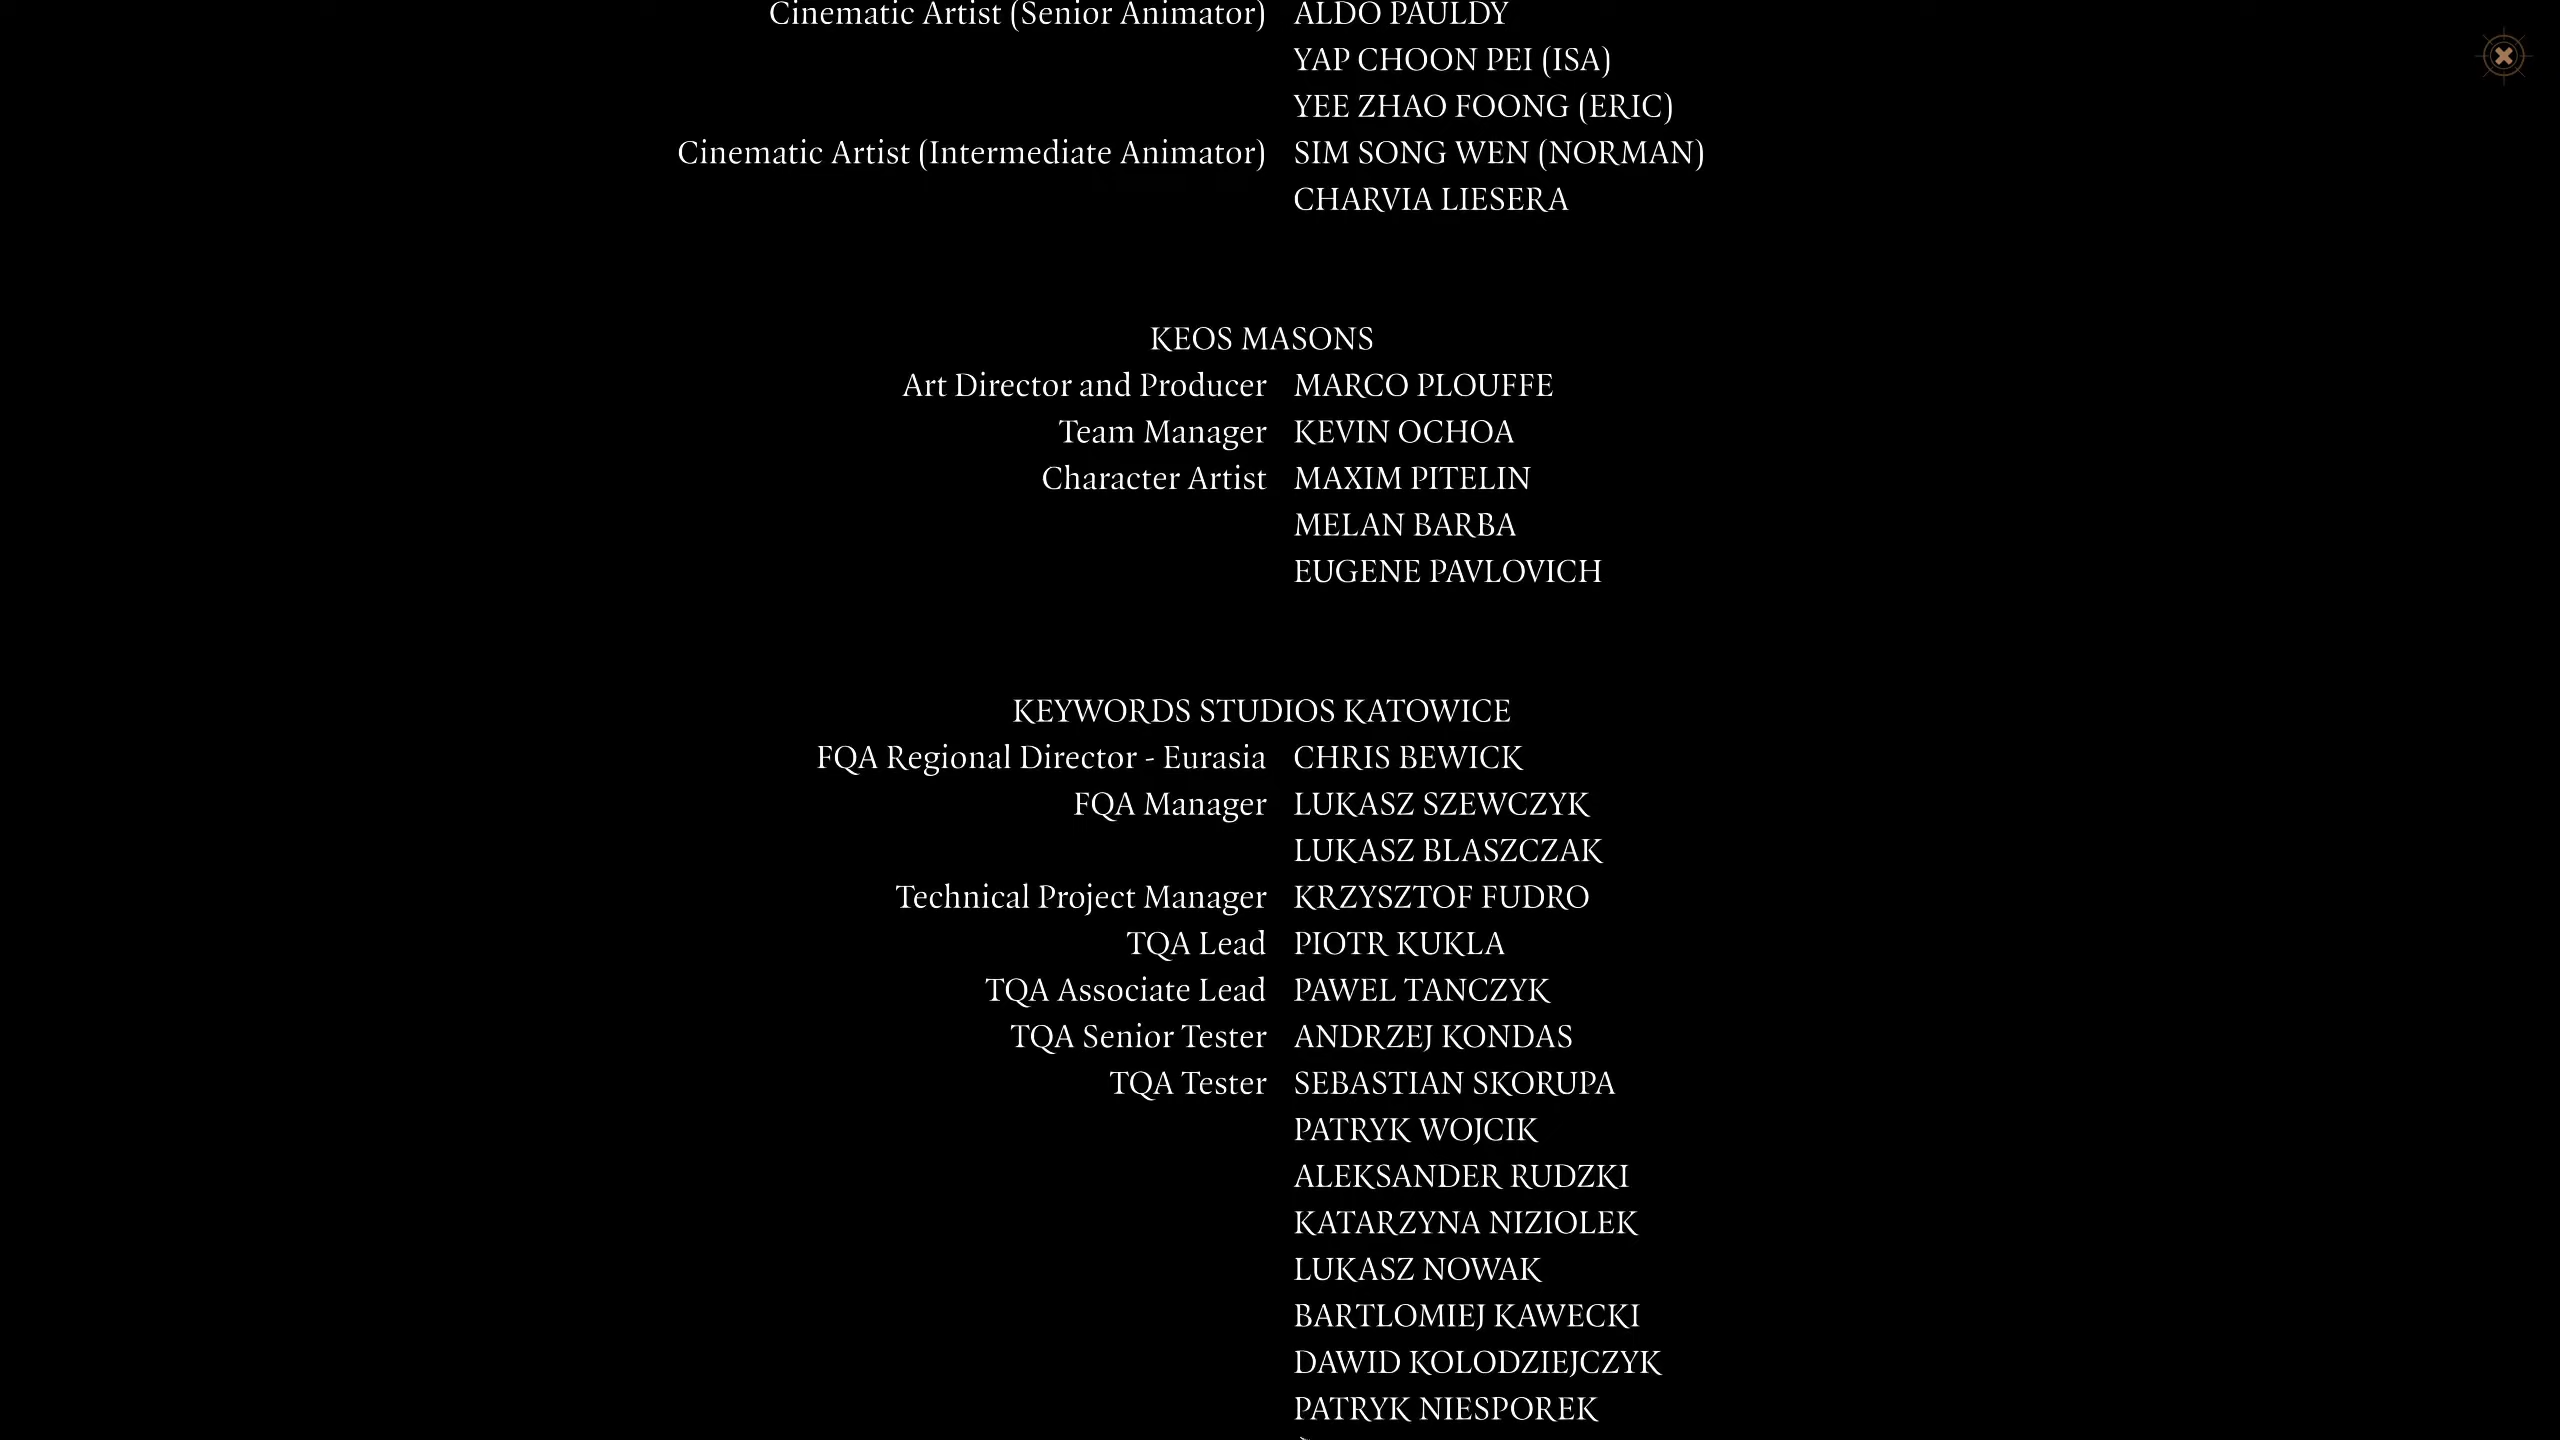 Cinematic Artist (Senior Animator) ALDO PAULDY
YAP CHOON PEI (ISA)
YEE ZHAO FOONG (ERIC)
Cinematic Artist (Intermediate Animator) SIM SONG WEN (NORMAN)
CHARVIA LIESERA
KEOS MASONS
Art Director and Producer MARCO PLOUFFE
Team Manager KEVIN OCHOA
Character Artist MAXIM PITELIN
MELAN BARBA
EUGENE PAVLOVICH
KEYWORDS STUDIOS KATOWICE
FQA Regional Director - Eurasia CHRIS BEWICK
FQA Manager LUKASZ SZEWCZYK
LUKASZ BLASZCZAK
Technical Project Manager KRZYSZTOF FUDRO
TQA Lead PIOTR KUKLA
TQA Associate Lead PAWEL TANCZYK
TQA Senior Tester ANDRZEJ KONDAS
TQA Tester SEBASTIAN SKORUPA
PATRYK WOJCIK
ALEKSANDER RUDZKI
KATARZYNA NIZIOLEK
LUKASZ NOWAK
BARTLOMIEJ KAWECKI
DAWID KOLODZIEJCZYK
PATRYK NIESPOREK